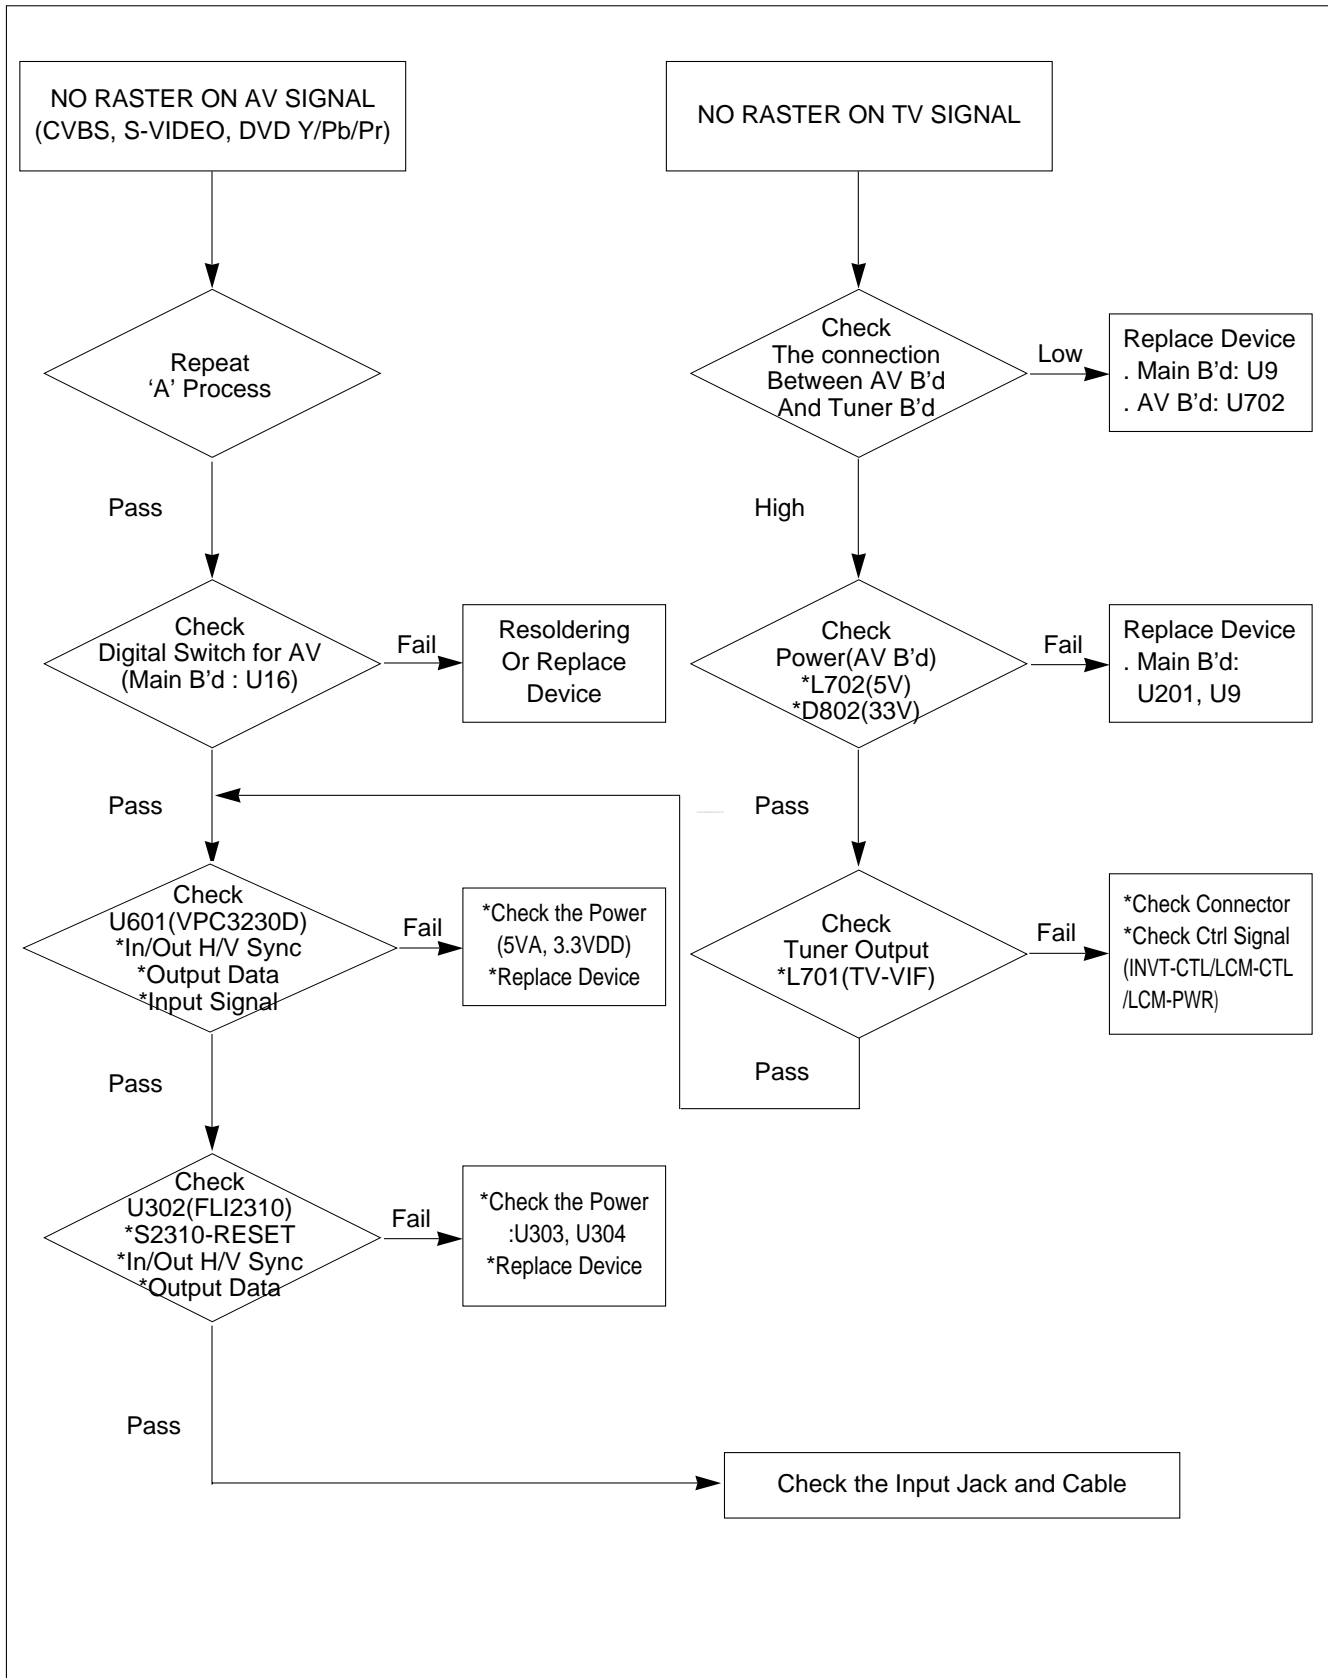 NO RASTER ON AV SIGNAL
(CVBS, S-VIDEO, DVD Y/Pb/Pr)
Repeat
‘A’ Process
Pass
Check
Digital Switch for AV
(Main B’d : U16)
Fail
Resoldering
Or Replace
Device
Pass
Check
U601(VPC3230D)
*In/Out H/V Sync
*Output Data
*Input Signal
Fail
*Check the Power
(5VA, 3.3VDD)
*Replace Device
Pass
Check
U302(FLI2310)
*S2310-RESET
*In/Out H/V Sync
*Output Data
Fail
*Check the Power
:U303, U304
*Replace Device
Pass
Check the Input Jack and Cable
NO RASTER ON TV SIGNAL
Check
The connection
Between AV B’d
And Tuner B’d
Low
Replace Device
. Main B’d: U9
. AV B’d: U702
High
Check
Power(AV B’d)
*L702(5V)
*D802(33V)
Fail
Replace Device
. Main B’d:
U201, U9
Pass
Check
Tuner Output
*L701(TV-VIF)
Fail
*Check Connector
*Check Ctrl Signal
(INVT-CTL/LCM-CTL
/LCM-PWR)
Pass